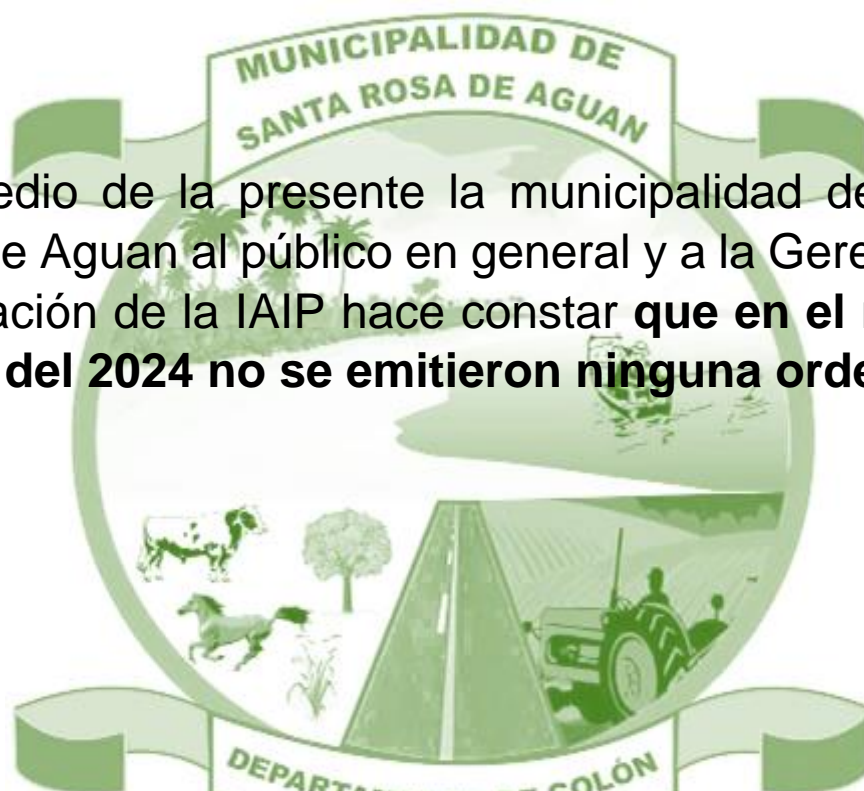 MUNICIPALIDAD DE
SANTA ROSA DE AGUAN
edio de la presente la municipalidad de
e Aguan al público en general y a la Gere
ación de la IAIP hace constar que en el
del 2024 no se emitieron ninguna orde
DE COLÓN